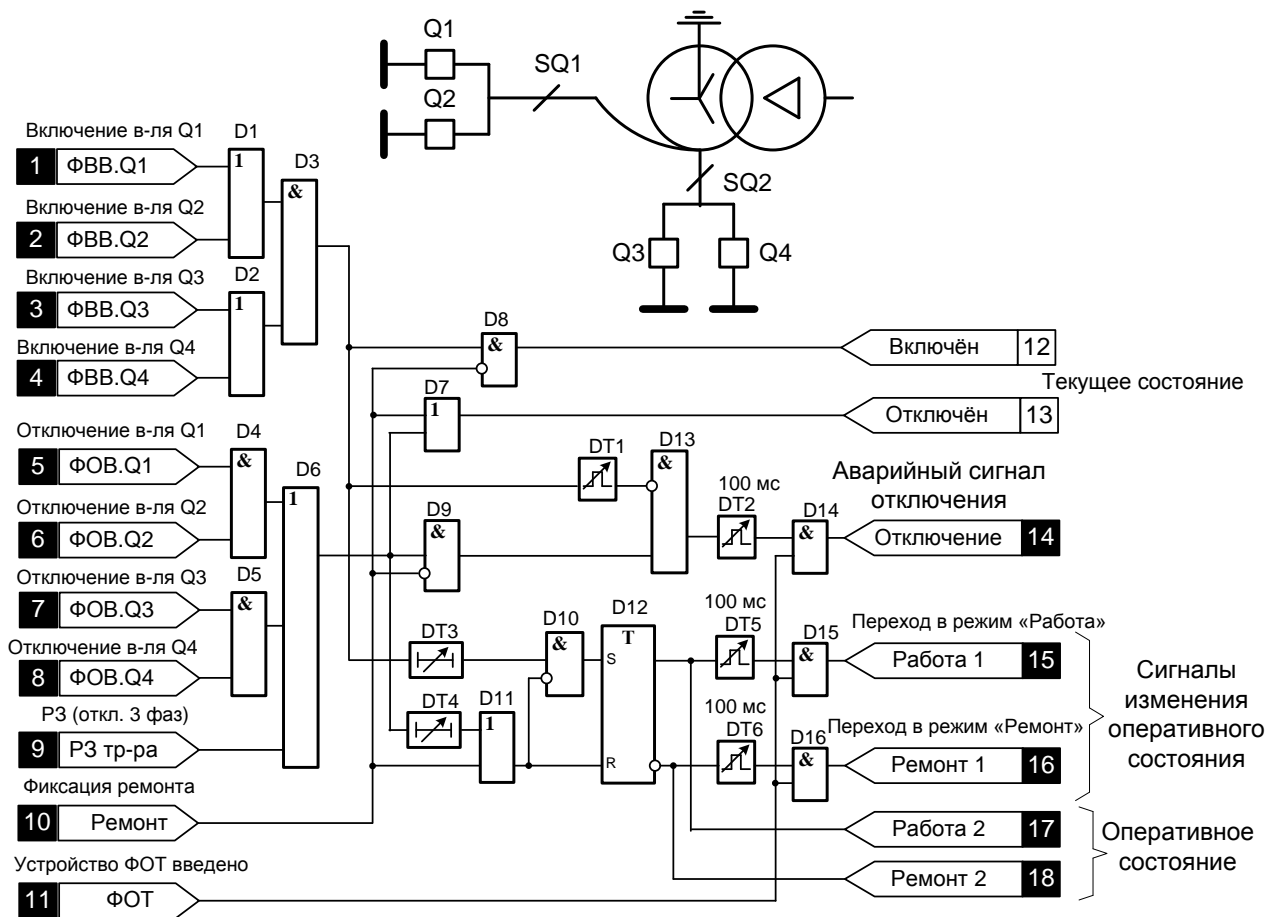 Q1
Q2
SQ1
SQ2
Q3
Q4
Включение в-ля Q1
1 ФВВ.Q1
Включение в-ля Q2
2 ФВВ.Q2
Включение в-ля Q3
3 ФВВ.Q3
Включение в-ля Q4
4 ФВВ.Q4
Отключение в-ля Q1
5 ФОВ.Q1
Отключение в-ля Q2
6 ФОВ.Q2
Отключение в-ля Q3
7 ФОВ.Q3
Отключение в-ля Q4
8 ФОВ.Q4
РЗ (откл. 3 фаз)
9 РЗ тр-ра
Фиксация ремонта
10 Ремонт
Устройство ФОТ введено
11 ФОТ
D1
1
D2
1
D3
&
D4
&
D5
&
D6
1
D8
&
D7
1
D9
&
DT1
D13
100 мс
DT2
D14
&
DT3
DT4
D10
&
D11
1
D12
T
S
R
100 мс
DT5
D15
&
100 мс
DT6
D16
&
Включён 12
Текущее состояние
Отключён 13
Аварийный сигнал
отключения
Отключение 14
Переход в режим «Работа»
Работа 1 15
Переход в режим «Ремонт»
Ремонт 1 16
Сигналы
изменения
оперативного
состояния
Работа 2 17
Ремонт 2 18
Оперативное
состояние
&